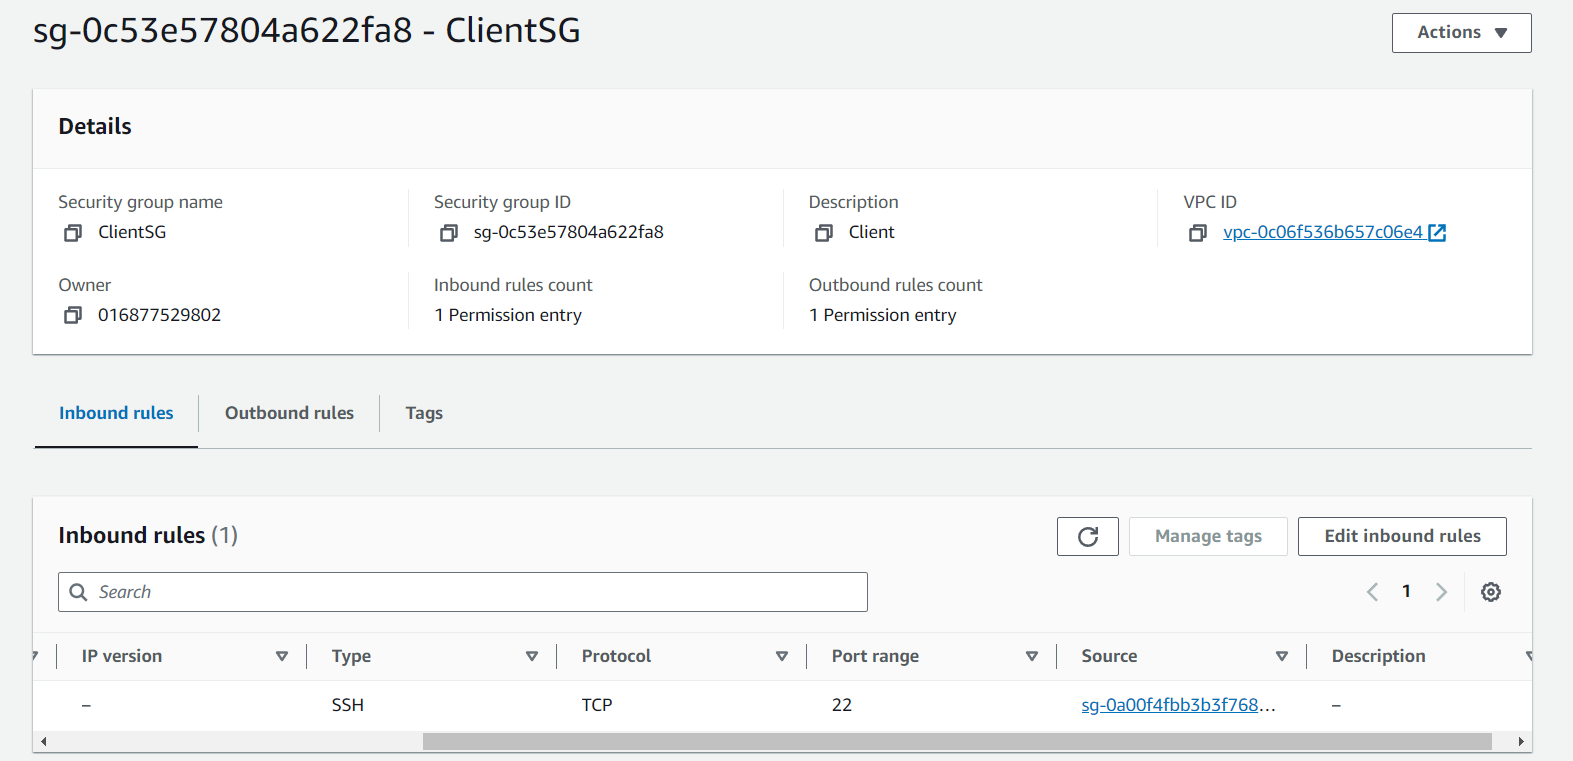 sg-0c53e57804a622fa8 - ClientSG
Actions
Details
Security group name
ClientSG
Security group ID
sg-0c53e57804a622fa8
Description
Client
VPC ID
vpc-0c06f536b657c06e4
Owner
016877529802
Inbound rules count
1 Permission entry
Outbound rules count
1 Permission entry
Inbound rules
Outbound rules
Tags
Inbound rules (1)
Manage tags
Edit inbound rules
Search
1
IP version
Type
Protocol
Port range
Source
Description
–
SSH
TCP
22
sg-0a00f4fbb3b3f768...
–